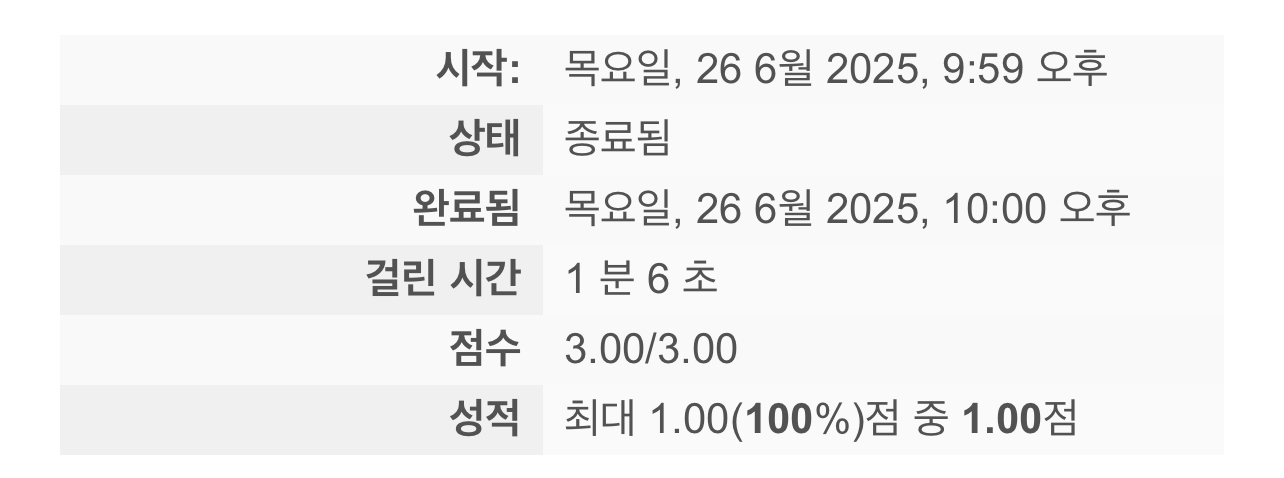 시작: 목요일, 26 6월 2025, 9:59 오후
상태 종료됨
완료됨 목요일, 26 6월 2025, 10:00 오후
걸린 시간 1 분 6 초
점수 3.00/3.00
성적 최대 1.00(100%)점 중 1.00점